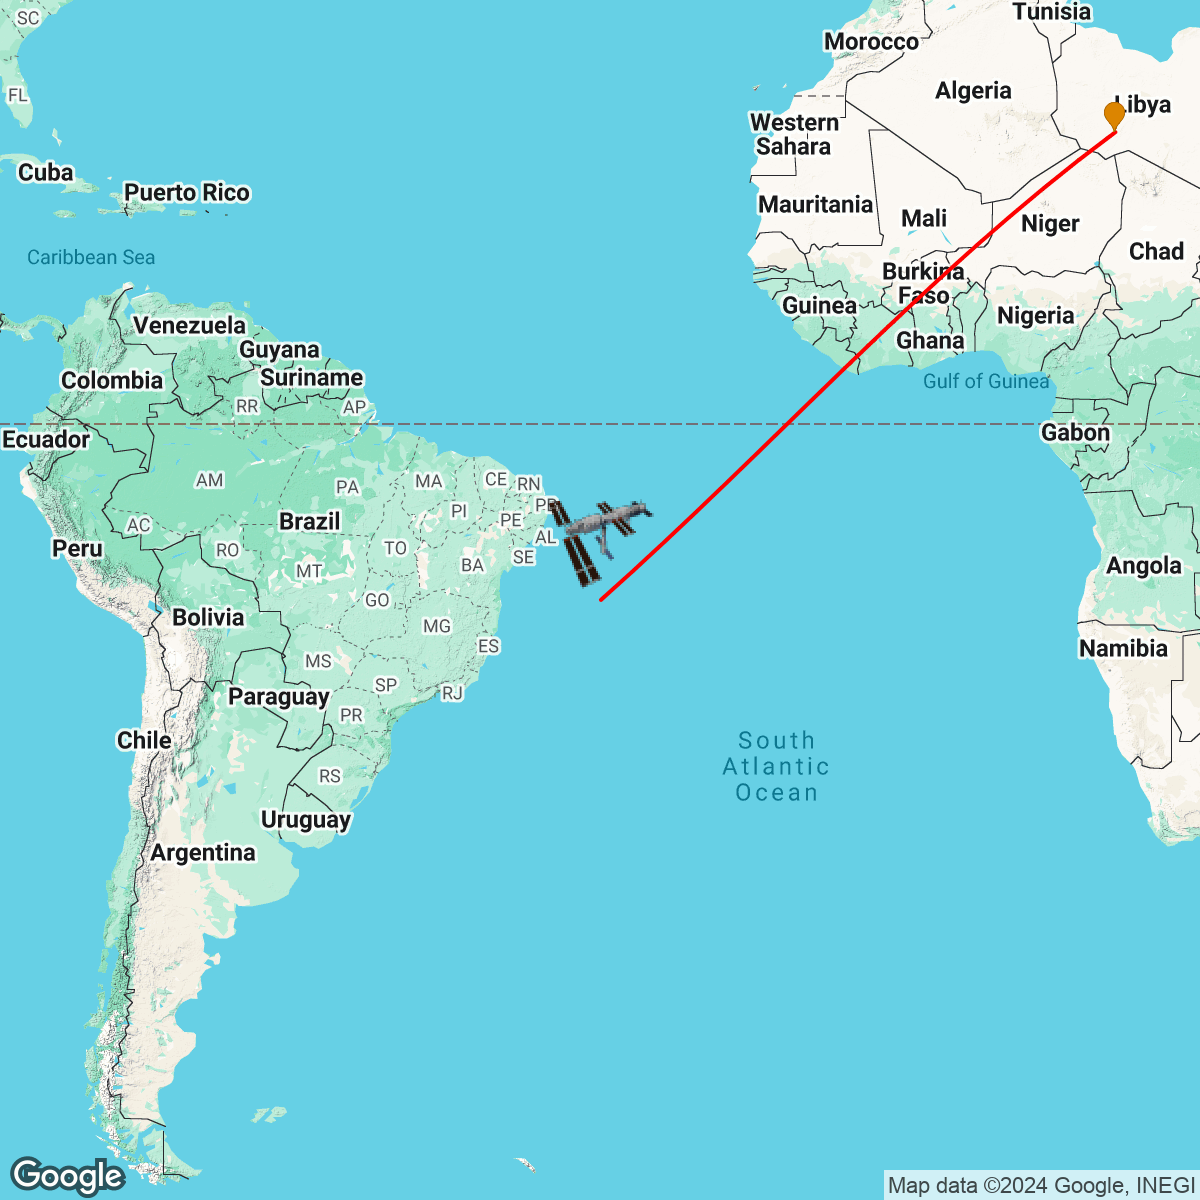 SC
Tunisia
Morocco
Algeria
FL
Libya
Western
Sahara
Cuba
Puerto Rico
Mauritania
Mali
Niger
Caribbean Sea
Chad
Burkina
Faso
Guinea
Nigeria
Venezuela
Ghana
Guyana
Suriname
Colombia
Gulf of Guinea
RR
AP
Ecuador
Gabon
AM
PA
MA
CE
RN
PB
PI
PE
AC
Brazil
AL
Peru
RO
TO
SE
MT
BA
Angola
GO
Bolivia
MG
ES
Namibia
MS
SP
RJ
Paraguay
PR
Chile
South
Atlantic
Ocean
RS
Uruguay
Argentina
Google
Map data ©2024 Google, INEGI